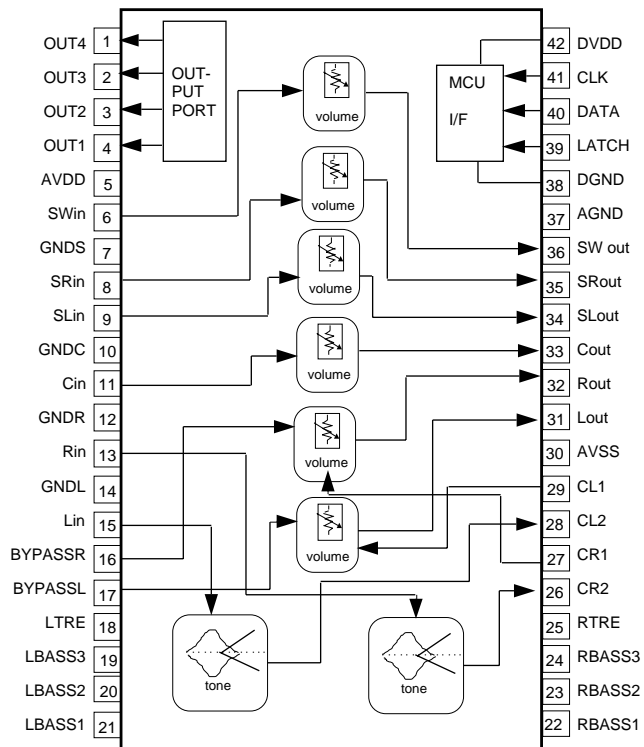 OUT4 1
OUT3 2
OUT2 3
OUT1 4
AVDD 5
SWin 6
GNDS 7
SRin 8
SLin 9
GNDC 10
Cin 11
GNDR 12
Rin 13
GNDL 14
Lin 15
BYPASSR 16
BYPASSL 17
LTRE 18
LBASS3 19
LBASS2 20
LBASS1 21
OUT-
PUT
PORT
volume
volume
volume
volume
volume
volume
tone
tone
MCU
I/F
42 DVDD
41 CLK
40 DATA
39 LATCH
38 DGND
37 AGND
36 SW out
35 SRout
34 SLout
33 Cout
32 Rout
31 Lout
30 AVSS
29 CL1
28 CL2
27 CR1
26 CR2
25 RTRE
24 RBASS3
23 RBASS2
22 RBASS1